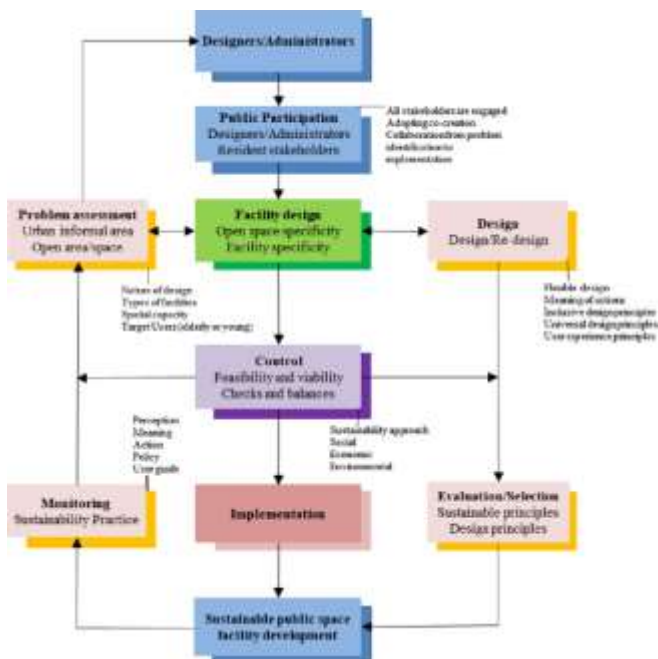 Designers/Administrators
Public Participation
Designers/Administrators
Resident stakeholders
All stakeholders are engaged
Adopting co-creation
Collaboration from problem
identification to
implementation
Problem assessment
Urban informal area
Open area/space
Facility design
Open space specificity
Facility specificity
Design
Design/Re-design
Nature of design
Types of facilities
Spatial capacity
Target Users (elderly or young)
Flexible design
Meaning of actions
Inclusive design principles
Universal design principles
User experience principles
Control
Feasibility and viability
Checks and balances
Perception
Meaning
Action
Policy
User guide
Sustainability approach
Social
Economic
Environmental
Monitoring
Sustainability Practice
Implementation
Evaluation/Selection
Sustainable principles
Design principles
Sustainable public space
facility development